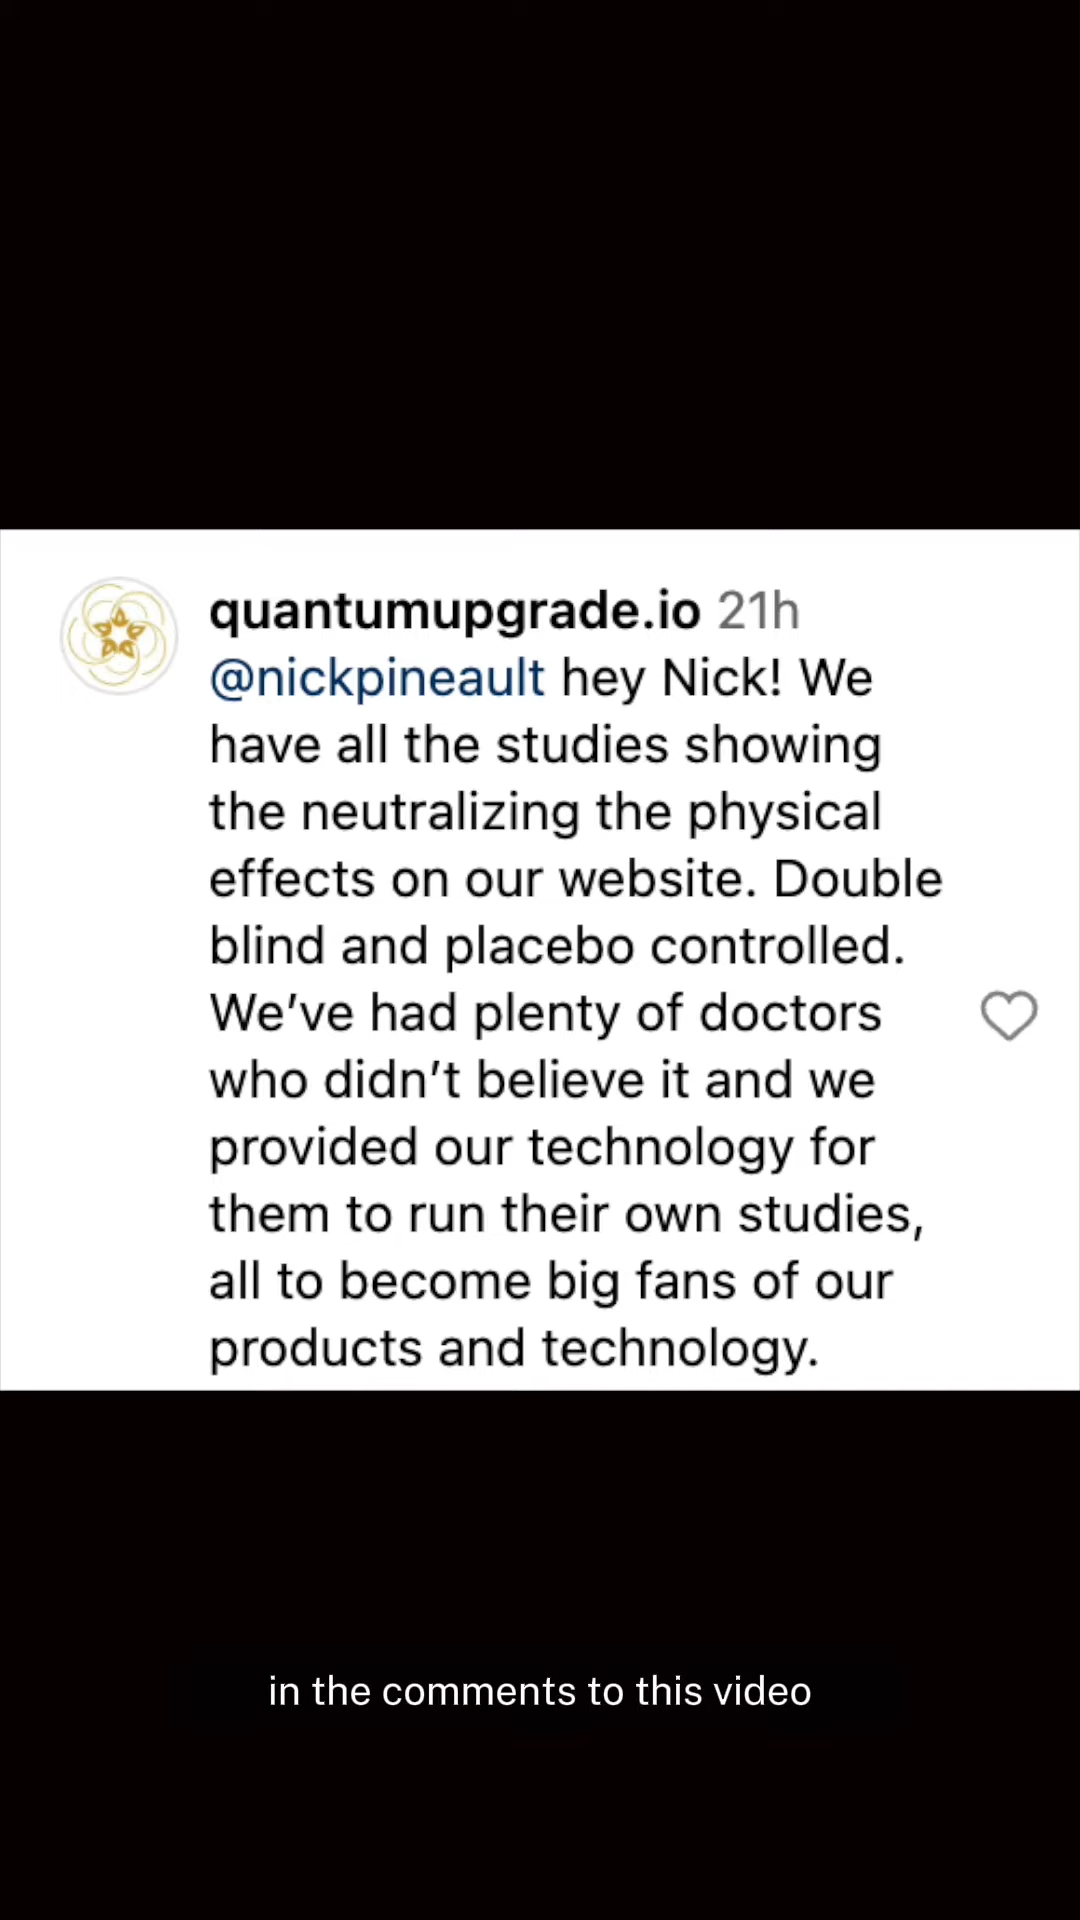 quantumupgrade.io 21h
@nickpineault hey Nick! We
have all the studies showing
the neutralizing the physical
effects on our website. Double
blind and placebo controlled.
We’ve had plenty of doctors
who didn’t believe it and we
provided our technology for
them to run their own studies,
all to become big fans of our
products and technology.
in the comments to this video